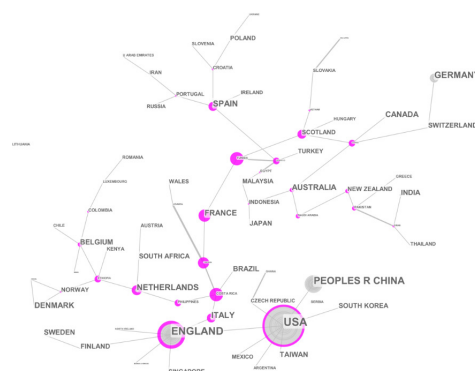 POLAND
SLOVENIA
U ARAB EMIRATES
CROATIA
IRAN
SLOVAKIA
GERMANY
PORTUGAL
IRELAND
RUSSIA
SPAIN
HUNGARY
CANADA
SCOTLAND
SWITZERLAND
LITHUANIA
TURKEY
ROMANIA
EGYPT
WALES
MALAYSIA
GREECE
LUXEMBOURG
AUSTRALIA
NEW ZEALAND
INDIA
INDONESIA
COLOMBIA
FRANCE
CHILE
AUSTRIA
JAPAN
BELGIUM
KENYA
THAILAND
SOUTH AFRICA
BRAZIL
CZECH REPUBLIC
PEOPLES R CHINA
NORWAY
NETHERLANDS
DENMARK
SERBIA
SOUTH KOREA
ITALY
USA
SWEDEN
ENGLAND
FINLAND
TAIWAN
MEXICO
ARGENTINA
SINGAPORE